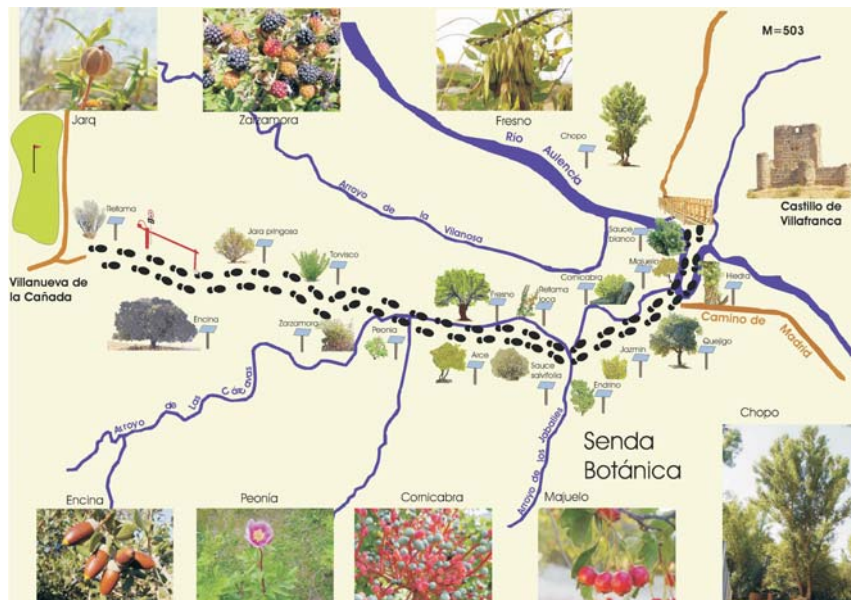 M=503
Jarq
Zarzamora
Fresno
Chopo
Río
Aulencia
Castillo de
Villafranca
Arroyo de la Vilanosa
Sauce
blanco
Retama
Jara pringosa
Torvisco
Majuelo
Cornicabra
Hiedra
Villanueva de
la Cañada
Fresno
Retama
loca
Camino de
Madrid
Encina
Zarzamora
Peonia
Arce
Sauce
salvifolia
Jazmin
Quejigo
Endrino
Arroyo de Las Cárcavas
Arroyo de los Jabalíes
Senda
Botánica
Chopo
Encina
Peonía
Cornicabra
Majuelo